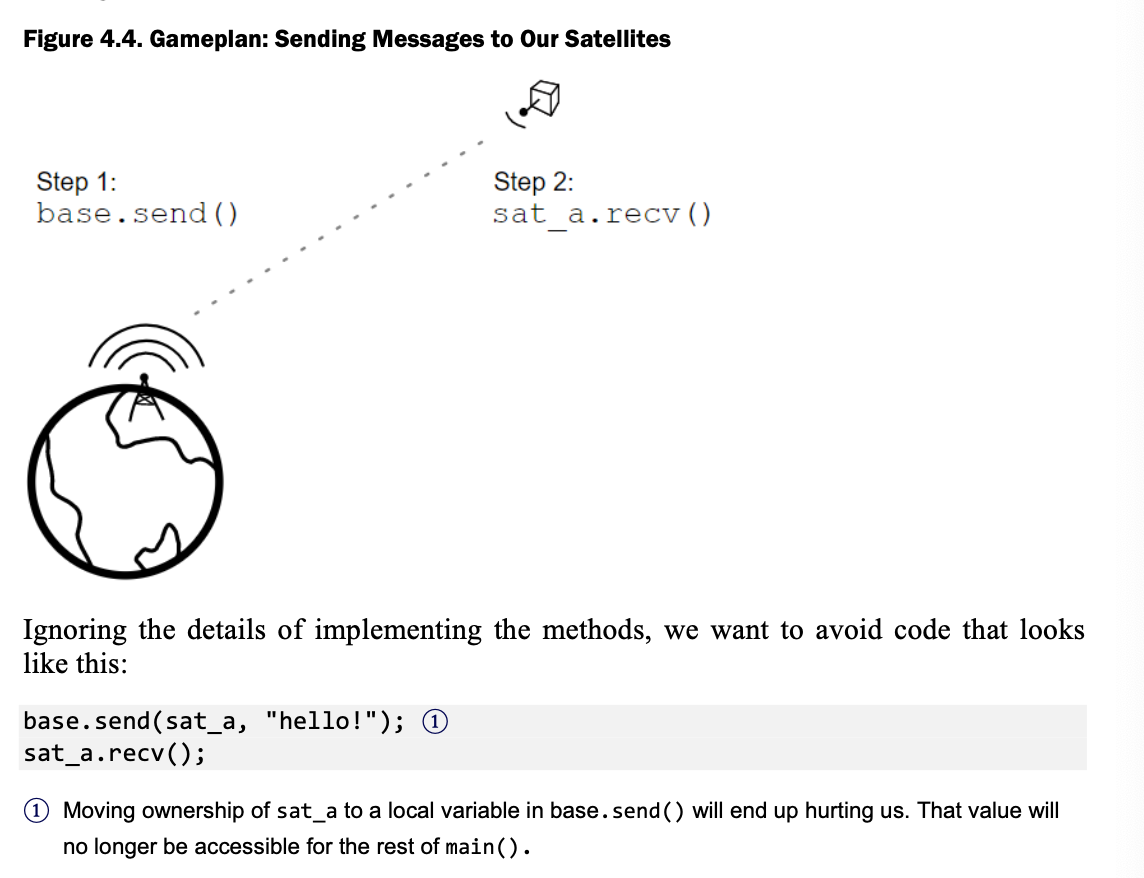 Figure 4.4. Gameplan: Sending Messages to Our Satellites
Step 1:
base.send()
Step 2:
sat_a.recv()
Ignoring the details of implementing the methods, we want to avoid code that looks
like this:
base.send(sat_a, "hello!"); ①
sat_a.recv();
① Moving ownership of sat_a to a local variable in base.send() will end up hurting us. That value will
no longer be accessible for the rest of main().